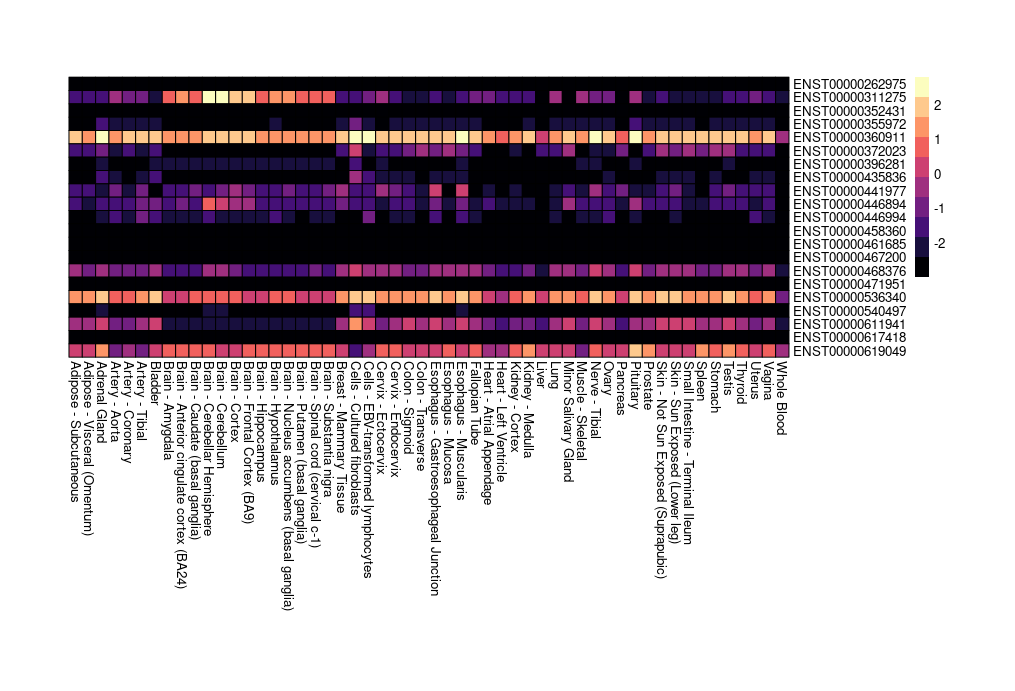 ENST00000262975
ENST00000311275
ENST00000352431
ENST00000355972
ENST00000360911
ENST00000372023
ENST00000396281
ENST00000435836
ENST00000441977
ENST00000446894
ENST00000446994
ENST00000458360
ENST00000461685
ENST00000467200
ENST00000468376
ENST00000471951
ENST00000536340
ENST00000540497
ENST00000611941
ENST00000617418
ENST00000619049
2
1
0
-1
-2
Adipose - Subcutaneous
Adipose - Visceral (Omentum)
Adrenal Gland
Artery - Aorta
Artery - Coronary
Artery - Tibial
Bladder
Brain - Amygdala
Brain - Anterior cingulate cortex (BA24)
Brain - Caudate (basal ganglia)
Brain - Cerebellar Hemisphere
Brain - Cerebellum
Brain - Cortex
Brain - Frontal Cortex (BA9)
Brain - Hippocampus
Brain - Hypothalamus
Brain - Nucleus accumbens (basal ganglia)
Brain - Putamen (basal ganglia)
Brain - Spinal cord (cervical c-1)
Brain - Substantia nigra
Breast - Mammary Tissue
Cells - Cultured fibroblasts
Cells - EBV-transformed lymphocytes
Cervix - Ectocervix
Cervix - Endocervix
Colon - Sigmoid
Colon - Transverse
Esophagus - Gastroesophageal Junction
Esophagus - Mucosa
Esophagus - Muscularis
Fallopian Tube
Heart - Atrial Appendage
Heart - Left Ventricle
Kidney - Cortex
Kidney - Medulla
Liver
Lung
Minor Salivary Gland
Muscle - Skeletal
Nerve - Tibial
Ovary
Pancreas
Pituitary
Prostate
Skin - Not Sun Exposed (Suprapubic)
Skin - Sun Exposed (Lower leg)
Small Intestine - Terminal Ileum
Spleen
Stomach
Testis
Thyroid
Uterus
Vagina
Whole Blood